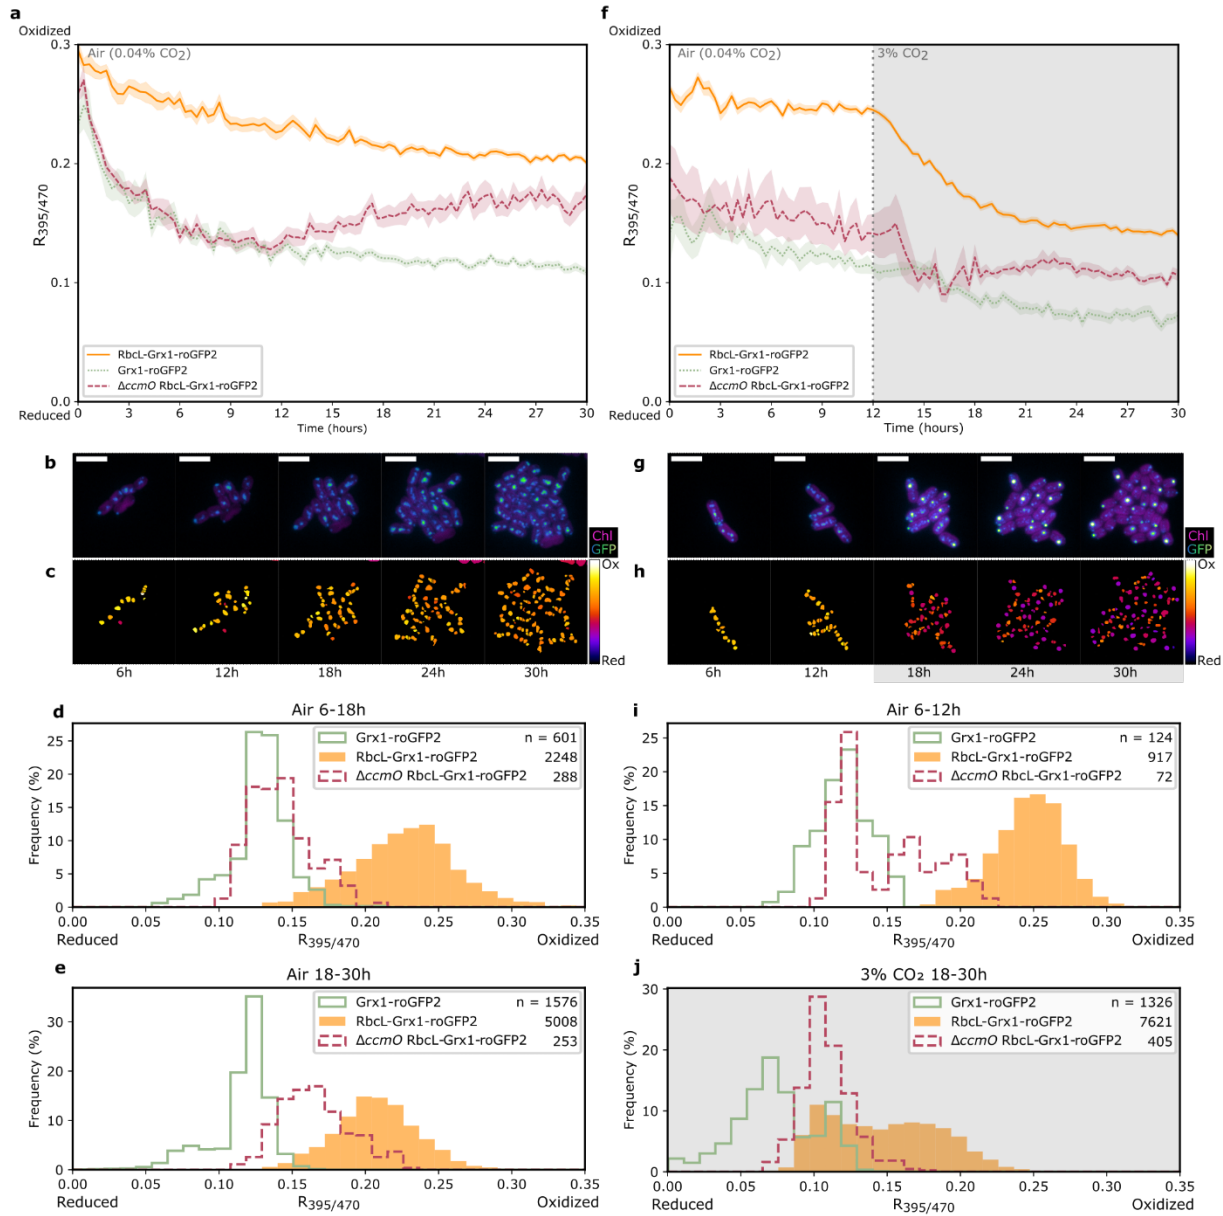 a
Oxidized
0.3
Air (0.04% CO2)
0.2
R395/470
0.1
RbcL-Grx1-roGFP2
Grx1-roGFP2
ΔccmO RbcL-Grx1-roGFP2
0.0
Reduced
0 3 6 9 12 15 18 21 24 27 30
Time (hours)
f
Oxidized
0.3
Air (0.04% CO2) 3% CO2
0.2
R395/470
0.1
RbcL-Grx1-roGFP2
Grx1-roGFP2
ΔccmO RbcL-Grx1-roGFP2
0.0
Reduced
0 3 6 9 12 15 18 21 24 27 30
Time (hours)
b
Chl
GFP
c
Ox
Red
6h 12h 18h 24h 30h
g
Chl
GFP
h
Ox
Red
6h 12h 18h 24h 30h
d
Air 6-18h
Grx1-roGFP2 n = 601
RbcL-Grx1-roGFP2 2248
ΔccmO RbcL-Grx1-roGFP2 288
Frequency (%)
25
20
15
10
5
0
0.00 0.05 0.10 0.15 0.20 0.25 0.30 0.35
Reduced R395/470 Oxidized
i
Air 6-12h
Grx1-roGFP2 n = 124
RbcL-Grx1-roGFP2 917
ΔccmO RbcL-Grx1-roGFP2 72
Frequency (%)
25
20
15
10
5
0
0.00 0.05 0.10 0.15 0.20 0.25 0.30 0.35
Reduced R395/470 Oxidized
e
Air 18-30h
Grx1-roGFP2 n = 1576
RbcL-Grx1-roGFP2 5008
ΔccmO RbcL-Grx1-roGFP2 253
Frequency (%)
30
20
10
0
0.00 0.05 0.10 0.15 0.20 0.25 0.30 0.35
Reduced R395/470 Oxidized
j
3% CO₂ 18-30h
Grx1-roGFP2 n = 1326
RbcL-Grx1-roGFP2 7621
ΔccmO RbcL-Grx1-roGFP2 405
Frequency (%)
30
20
10
0
0.00 0.05 0.10 0.15 0.20 0.25 0.30 0.35
Reduced R395/470 Oxidized